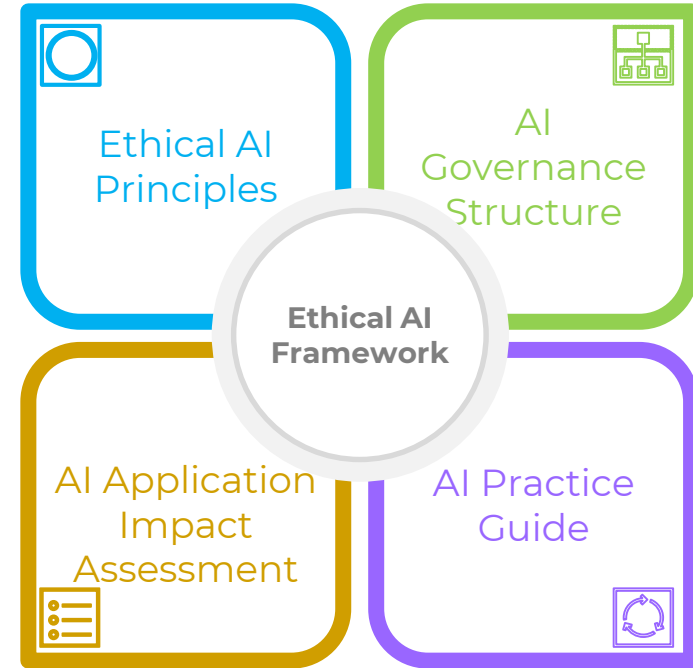 Ethical AI
Principles
AI
Governance
Structure
Ethical AI
Framework
AI Application
Impact
Assessment
AI Practice
Guide